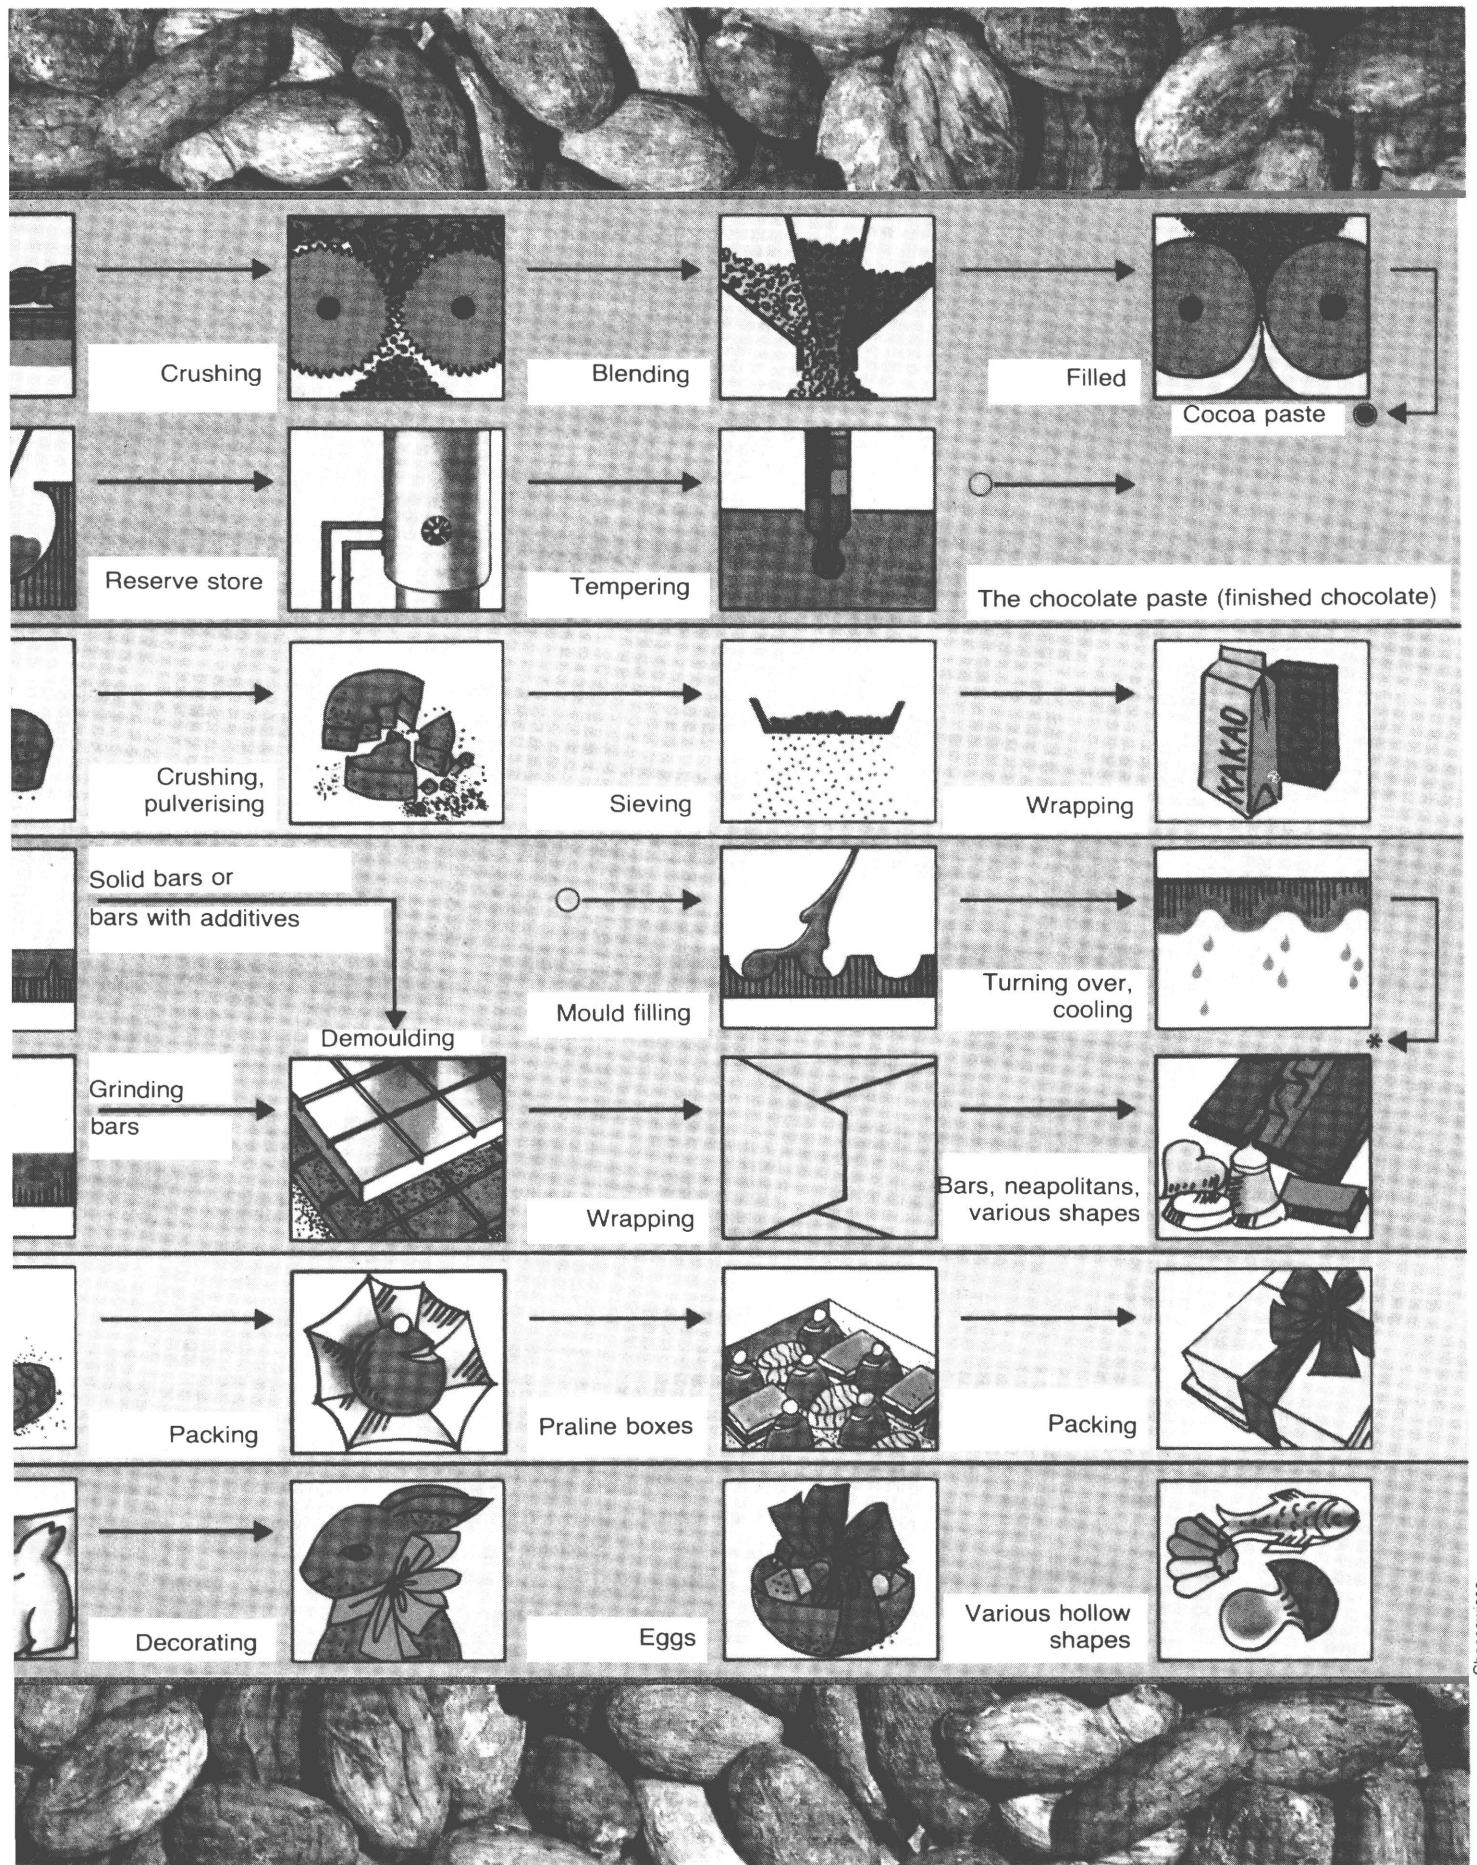 Crushing
Blending
Filled
Cocoa paste
Reserve store
Tempering
The chocolate paste (finished chocolate)
Crushing,
pulverising
Sieving
Wrapping
KAKAO
Solid bars or
bars with additives
Mould filling
Turning over,
cooling
Demoulding
*
Grinding
bars
Wrapping
Bars, neapolitans,
various shapes
Packing
Praline boxes
Packing
Decorating
Eggs
Various hollow
shapes